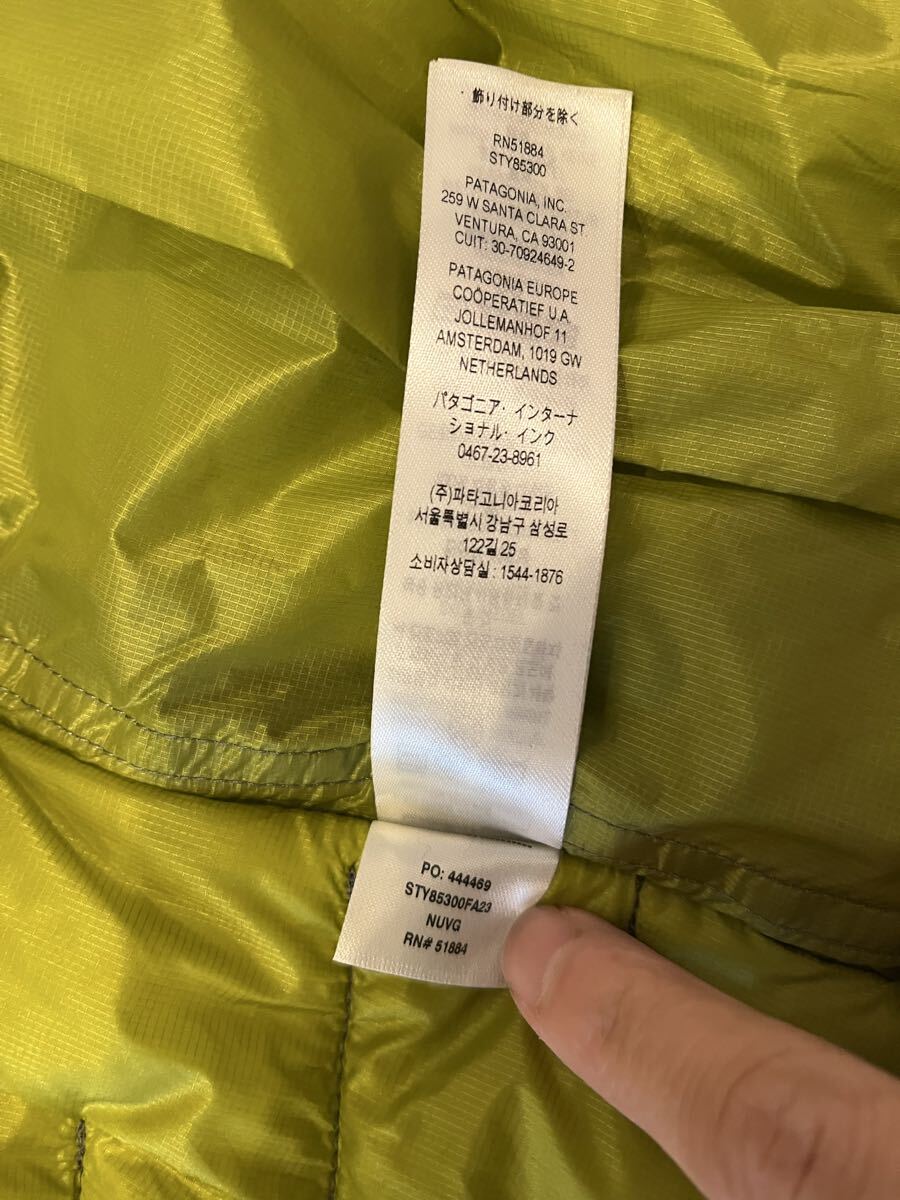 ・飾り付け部分を除く
RN51884
STY85300
PATAGONIA, INC.
259 W SANTA CLARA ST
VENTURA, CA 93001
CUIT: 30-70924649-2
PATAGONIA EUROPE
COÖPERATIEF U.A.
JOLLEMANHOF 11
AMSTERDAM, 1019 GW
NETHERLANDS
パタゴニア・インターナ
ショナル・インク
0467-23-8961
(주)파타고니아코리아
서울특별시 강남구 삼성로
122길 25
소비자상담실 : 1544-1876
PO: 444469
STY85300FA23
NUVG
RN# 51884